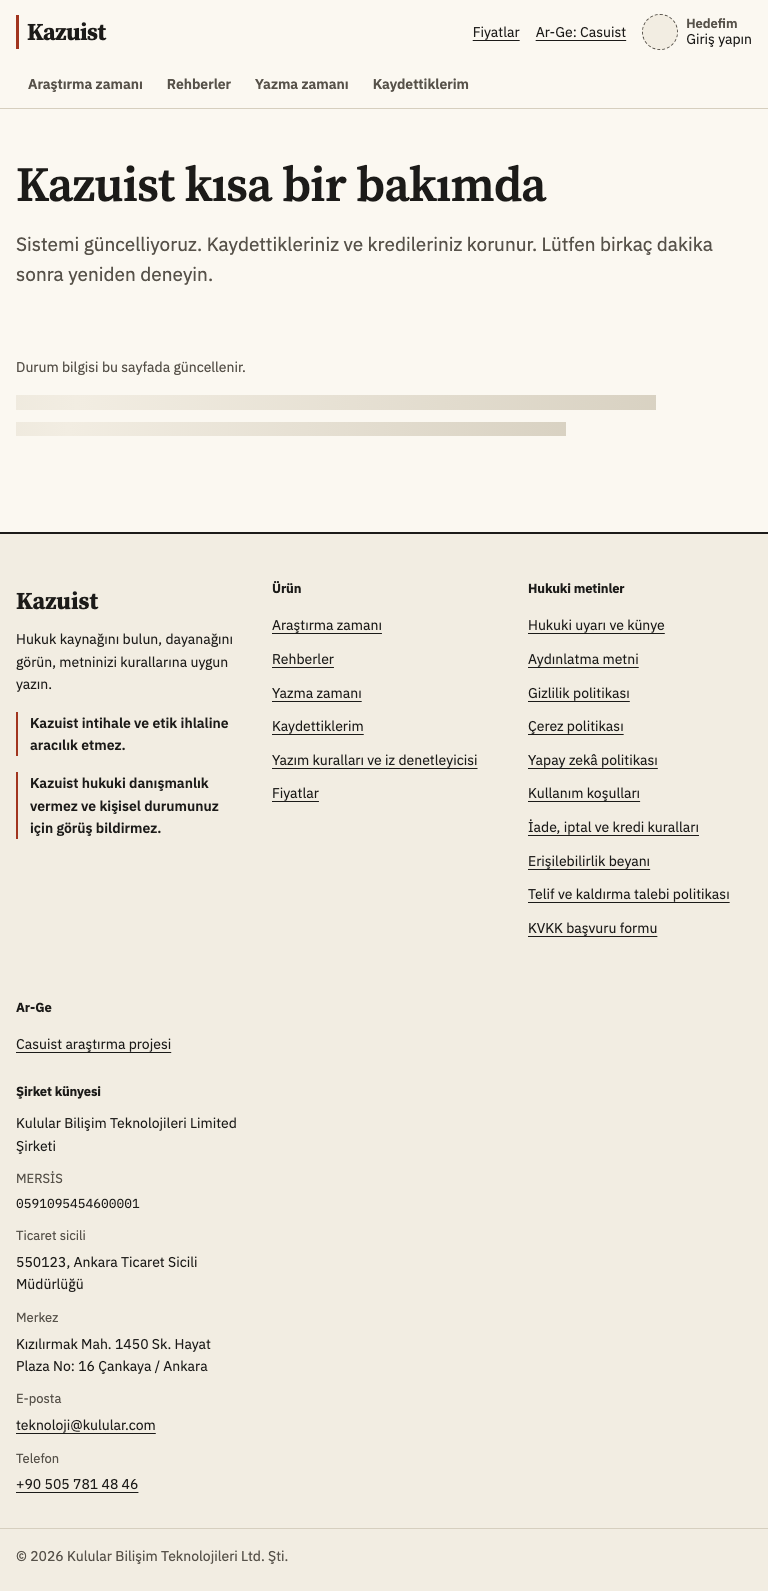 Kazuist
Fiyatlar
Ar-Ge: Casuist
Hedefim
Giriş yapın
Araştırma zamanı
Rehberler
Yazma zamanı
Kaydettiklerim
Kazuist kısa bir bakımda
Sistemi güncelliyoruz. Kaydettikleriniz ve kredileriniz korunur. Lütfen birkaç dakika
sonra yeniden deneyin.
Durum bilgisi bu sayfada güncellenir.
Kazuist
Hukuk kaynağını bulun, dayanağını
görün, metninizi kurallarına uygun
yazın.
Kazuist intihale ve etik ihlaline
aracılık etmez.
Kazuist hukuki danışmanlık
vermez ve kişisel durumunuz
için görüş bildirmez.
Ürün
Araştırma zamanı
Rehberler
Yazma zamanı
Kaydettiklerim
Yazım kuralları ve iz denetleyicisi
Fiyatlar
Hukuki metinler
Hukuki uyarı ve künye
Aydınlatma metni
Gizlilik politikası
Çerez politikası
Yapay zekâ politikası
Kullanım koşulları
İade, iptal ve kredi kuralları
Erişilebilirlik beyanı
Telif ve kaldırma talebi politikası
KVKK başvuru formu
Ar-Ge
Casuist araştırma projesi
Şirket künyesi
Kulular Bilişim Teknolojileri Limited
Şirketi
MERSİS
0591095454600001
Ticaret sicili
550123, Ankara Ticaret Sicili
Müdürlüğü
Merkez
Kızılırmak Mah. 1450 Sk. Hayat
Plaza No: 16 Çankaya / Ankara
E-posta
teknoloji@kulular.com
Telefon
+90 505 781 48 46
© 2026 Kulular Bilişim Teknolojileri Ltd. Şti.